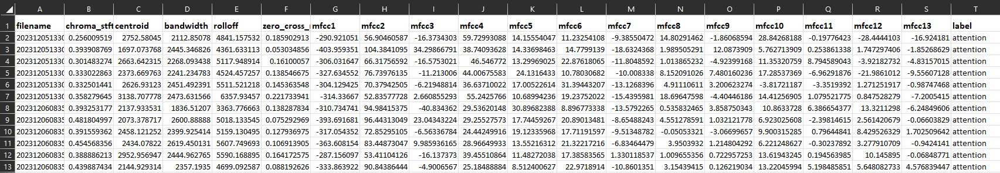 A B C D E F G H I J K L M N O P Q R S T
1 filename chroma_stft centroid bandwidth rolloff zero_cross_ mfcc1 mfcc2 mfcc3 mfcc4 mfcc5 mfcc6 mfcc7 mfcc8 mfcc9 mfcc10 mfcc11 mfcc12 mfcc13 label
2 202312051330 0.256009519 2752.58045 2112.85078 4841.157532 0.185902913 -290.921051 56.90460587 -16.3734303 59.72993088 14.15554047 11.23254108 -9.38550472 14.80291462 -1.86068594 28.84268188 -0.19776423 -28.4444103 -16.924181 attention
3 202312051330 0.393908769 1697.073768 2445.346826 4361.633113 0.053034856 -403.959351 104.3841095 34.29866791 38.74093628 14.33698463 14.7799139 -18.6324368 1.989505291 12.0873909 5.762713909 0.253861338 1.747297406 -1.85268629 attention
4 202312051330 0.301483274 2663.642315 2268.093438 5117.948914 0.16100057 -306.031647 66.31756592 -16.5753021 46.546772 13.29969025 22.87618065 -11.8048592 1.013865232 -4.92399168 11.35320759 8.794589043 -3.92182732 -4.83157015 attention
5 202312051330 0.333022863 2373.669763 2241.234783 4524.457257 0.138546675 -327.634552 76.73976135 -11.213006 44.00675583 24.1316433 10.78030682 -10.008338 8.152091026 7.480160236 17.28537369 -6.96291876 -21.9861012 -9.55607128 attention
6 202312051330 0.332501441 2626.93123 2451.492391 5511.521218 0.145363548 -304.129425 70.37942505 -6.21948814 36.63710022 17.00522614 31.39443207 -13.1268396 4.91110611 3.200623274 -3.81721187 -3.3519392 1.271251917 -0.98747468 attention
7 202312051330 0.358279645 3138.707778 2473.631566 6357.93457 0.221733941 -314.33667 52.83577728 2.660855293 55.2425766 10.68994236 19.23752022 -15.4395981 18.69647598 -4.40446186 14.41256905 1.079521775 0.847528279 -7.2005415 attention
8 202312060835 0.393253177 2137.933531 1836.51207 3363.776663 0.138287834 -310.734741 94.98415375 -40.834362 29.53620148 30.89682388 8.896773338 -13.5792265 0.535832465 3.858750343 10.8633728 6.386654377 13.3211298 -6.24849606 attention
9 202312060835 0.481804997 2073.378717 2600.88888 5018.133545 0.075292969 -393.691681 96.44313049 23.04343224 29.25527573 17.74459267 20.89013481 -8.65488243 4.551278591 1.032121778 6.923025608 -2.39814615 2.561420679 -0.06603829 attention
10 202312060835 0.391559362 2458.121252 2399.925414 5159.130495 0.127936975 -317.054352 72.85295105 -6.56336784 24.44249916 19.12335968 17.71191597 -9.51348782 -0.05053321 -3.06699657 9.900315285 0.79644841 8.429526329 1.702509642 attention
11 202312060835 0.454568356 2434.07822 2619.450131 5607.749693 0.106913905 -363.608154 83.44873047 9.985936165 28.96649933 13.55216312 21.32217216 -6.83464479 3.9503932 1.214804292 6.221248627 -0.30237892 3.277910709 -0.9424141 attention
12 202312060835 0.388886213 2952.956947 2444.962765 5590.168895 0.164172575 -287.156097 53.41104126 -16.137373 39.45510864 11.48272038 17.38583565 1.330118537 1.009655356 0.722957253 13.61943245 0.194563985 10.145895 -0.06848771 attention
13 202312060835 0.439887434 2144.929314 2357.1935 4699.092587 0.088192626 -333.863922 90.84386444 -4.9006567 25.18488884 8.512400627 22.9718914 -10.8601351 3.15439415 0.126219034 13.22045994 5.198485851 5.648082733 4.576839447 attention